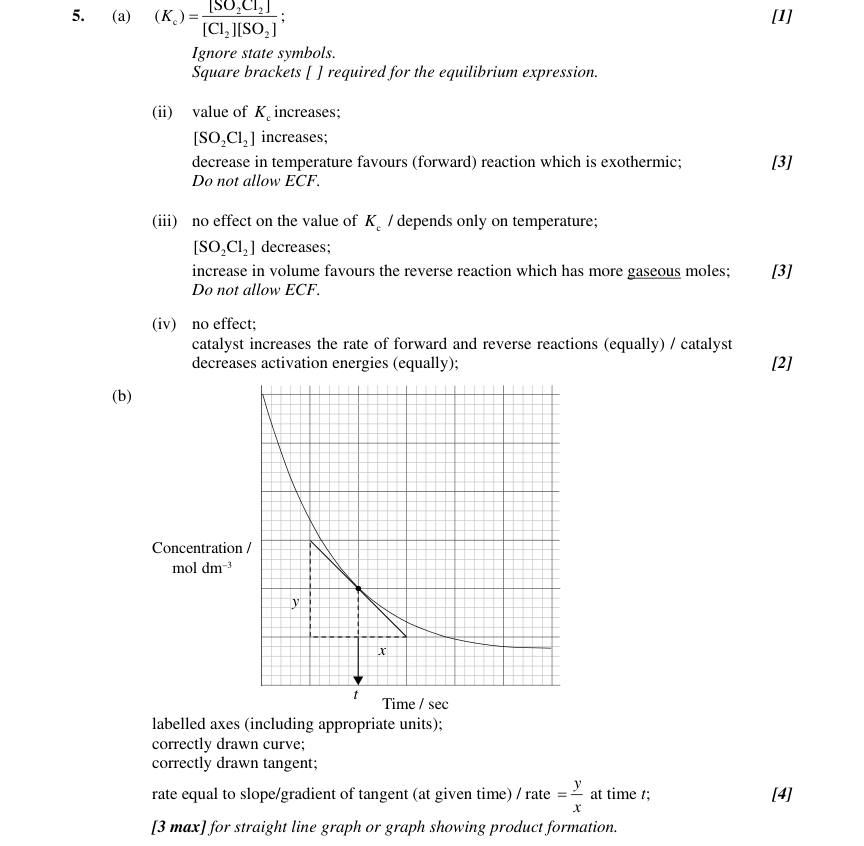 5. (a) (K_c) = [SO₂Cl₂] / [Cl₂][SO₂] ; [1]
Ignore state symbols.
Square brackets [ ] required for the equilibrium expression.
(ii) value of K_c increases;
[SO₂Cl₂] increases;
decrease in temperature favours (forward) reaction which is exothermic; [3]
Do not allow ECF.
(iii) no effect on the value of K_c / depends only on temperature;
[SO₂Cl₂] decreases;
increase in volume favours the reverse reaction which has more gaseous moles; [3]
Do not allow ECF.
(iv) no effect;
catalyst increases the rate of forward and reverse reactions (equally) / catalyst
decreases activation energies (equally); [2]
(b)
Concentration /
mol dm⁻³
y
x
t
Time / sec
labelled axes (including appropriate units);
correctly drawn curve;
correctly drawn tangent;
rate equal to slope/gradient of tangent (at given time) / rate = y/x at time t; [4]
[3 max] for straight line graph or graph showing product formation.